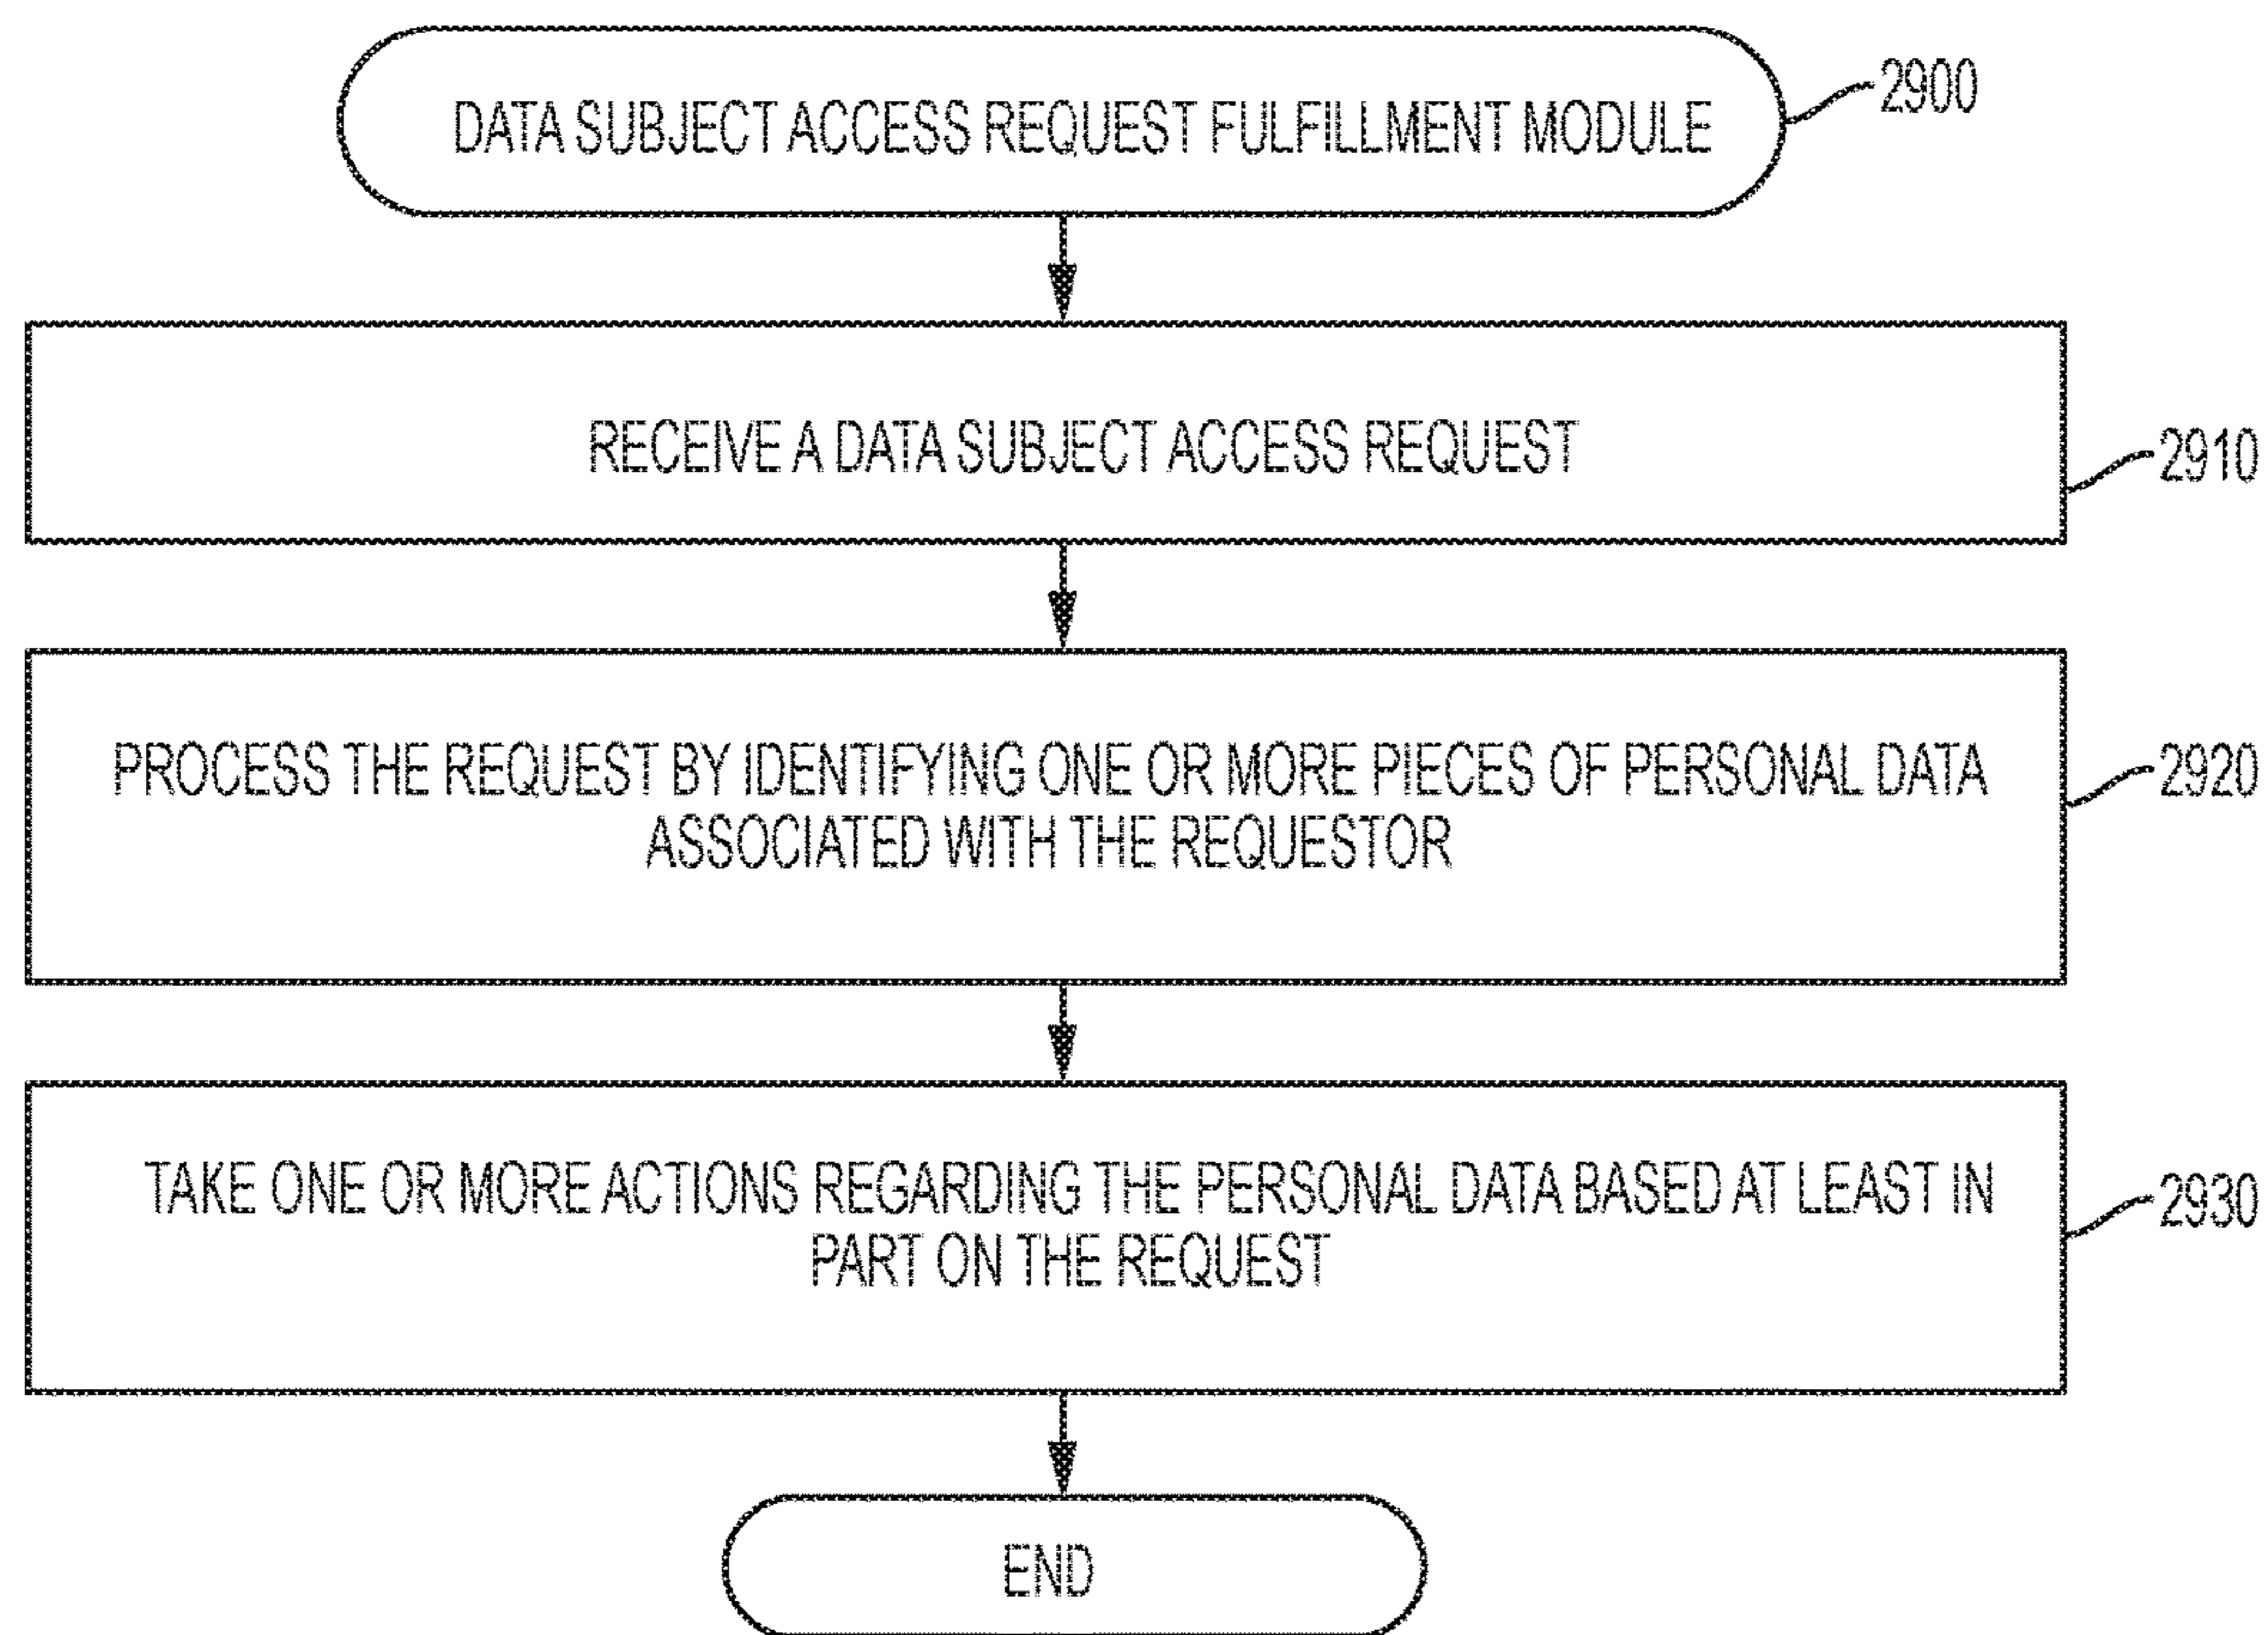 DATA SUBJECT ACCESS REQUEST FULFILLMENT MODULE
2900
RECEIVE A DATA SUBJECT ACCESS REQUEST
2910
PROCESS THE REQUEST BY IDENTIFYING ONE OR MORE PIECES OF PERSONAL DATA
ASSOCIATED WITH THE REQUESTOR
2920
TAKE ONE OR MORE ACTIONS REGARDING THE PERSONAL DATA BASED AT LEAST IN
PART ON THE REQUEST
2930
END